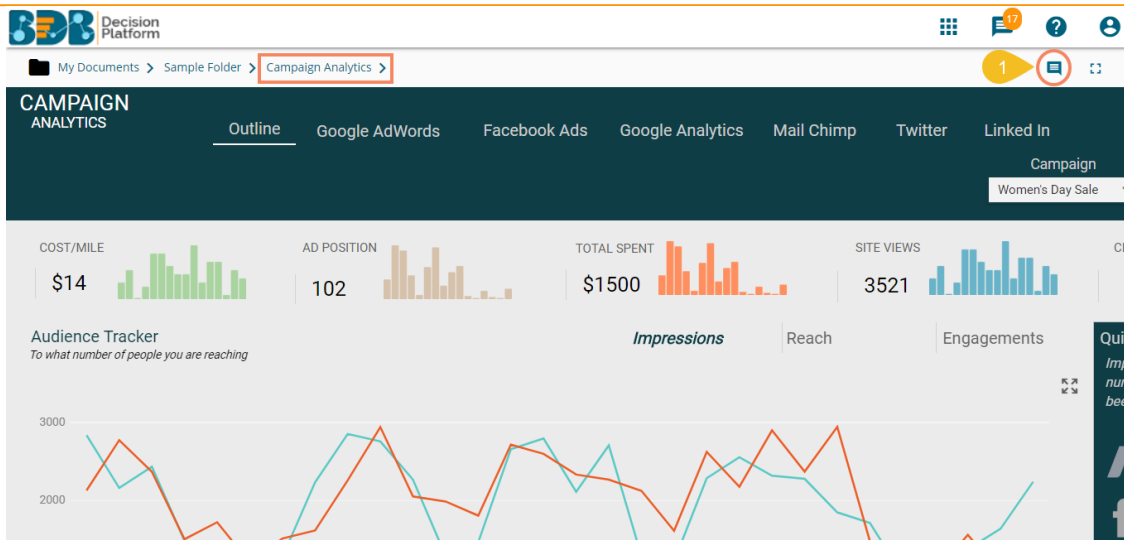 BDB Decision Platform
17
My Documents > Sample Folder > Campaign Analytics >
1
CAMPAIGN
ANALYTICS
Outline Google AdWords Facebook Ads Google Analytics Mail Chimp Twitter Linked In
Campaign
Women's Day Sale
COST/MILE AD POSITION TOTAL SPENT SITE VIEWS
$14 102 $1500 3521
Audience Tracker Impressions Reach Engagements
To what number of people you are reaching
3000
2000